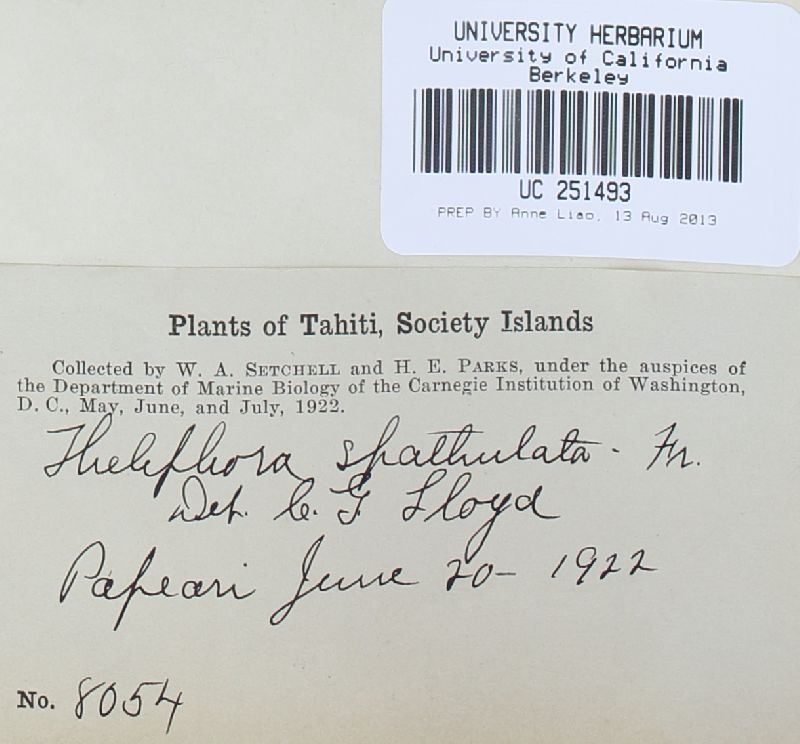 UNIVERSITY HERBARIUM
University of California
Berkeley
UC 251493
PREP BY Anne Liao, 13 Aug 2013
Plants of Tahiti, Society Islands
Collected by W. A. SETCHELL and H. E. PARKS, under the auspices of
the Department of Marine Biology of the Carnegie Institution of Washington,
D. C., May, June, and July, 1922.
Thelephora spathulata - Fr.
Det. C. G Lloyd
Papeari June 20- 1922
No. 8054